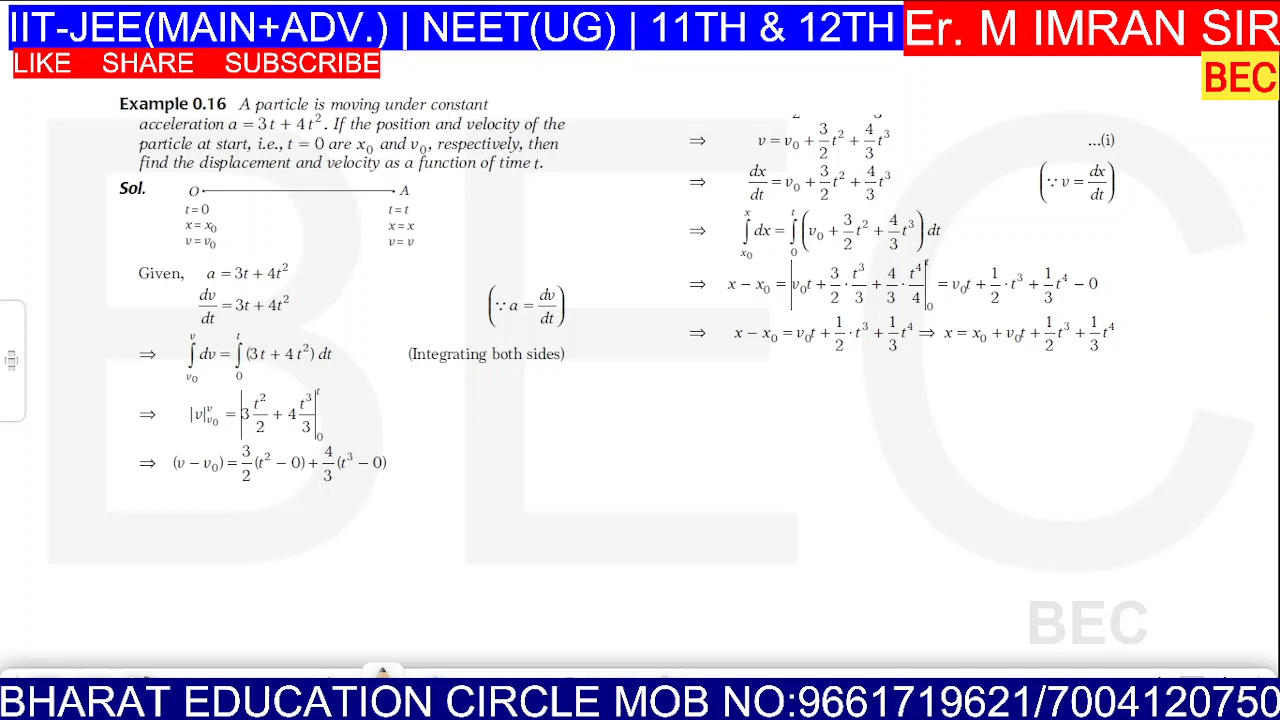 IIT-JEE(MAIN+ADV.) | NEET(UG) | 11TH & 12TH Er. M IMRAN SIR
LIKE SHARE SUBSCRIBE
BEC
Example 0.16 A particle is moving under constant
acceleration a = 3t + 4t². If the position and velocity of the
particle at start, i.e., t = 0 are x₀ and v₀, respectively, then
find the displacement and velocity as a function of time t.
Sol.
O A
t = 0 t = t
x = x₀ x = x
v = v₀ v = v
Given, a = 3t + 4t²
dv/dt = 3t + 4t² (∵ a = dv/dt)
⇒ ∫_{v₀}^{v} dv = ∫_{0}^{t} (3t + 4t²) dt (Integrating both sides)
⇒ |v|_{v₀}^{v} = |3 t²/2 + 4 t³/3|_{0}^{t}
⇒ (v − v₀) = 3/2 (t² − 0) + 4/3 (t³ − 0)
⇒ v = v₀ + 3/2 t² + 4/3 t³ ...(i)
⇒ dx/dt = v₀ + 3/2 t² + 4/3 t³ (∵ v = dx/dt)
⇒ ∫_{x₀}^{x} dx = ∫_{0}^{t} (v₀ + 3/2 t² + 4/3 t³) dt
⇒ x − x₀ = |v₀t + 3/2 · t³/3 + 4/3 · t⁴/4|_{0}^{t} = v₀t + 1/2 · t³ + 1/3 t⁴ − 0
⇒ x − x₀ = v₀t + 1/2 · t³ + 1/3 t⁴ ⇒ x = x₀ + v₀t + 1/2 t³ + 1/3 t⁴
BEC
BEC
BHARAT EDUCATION CIRCLE MOB NO:9661719621/7004120750